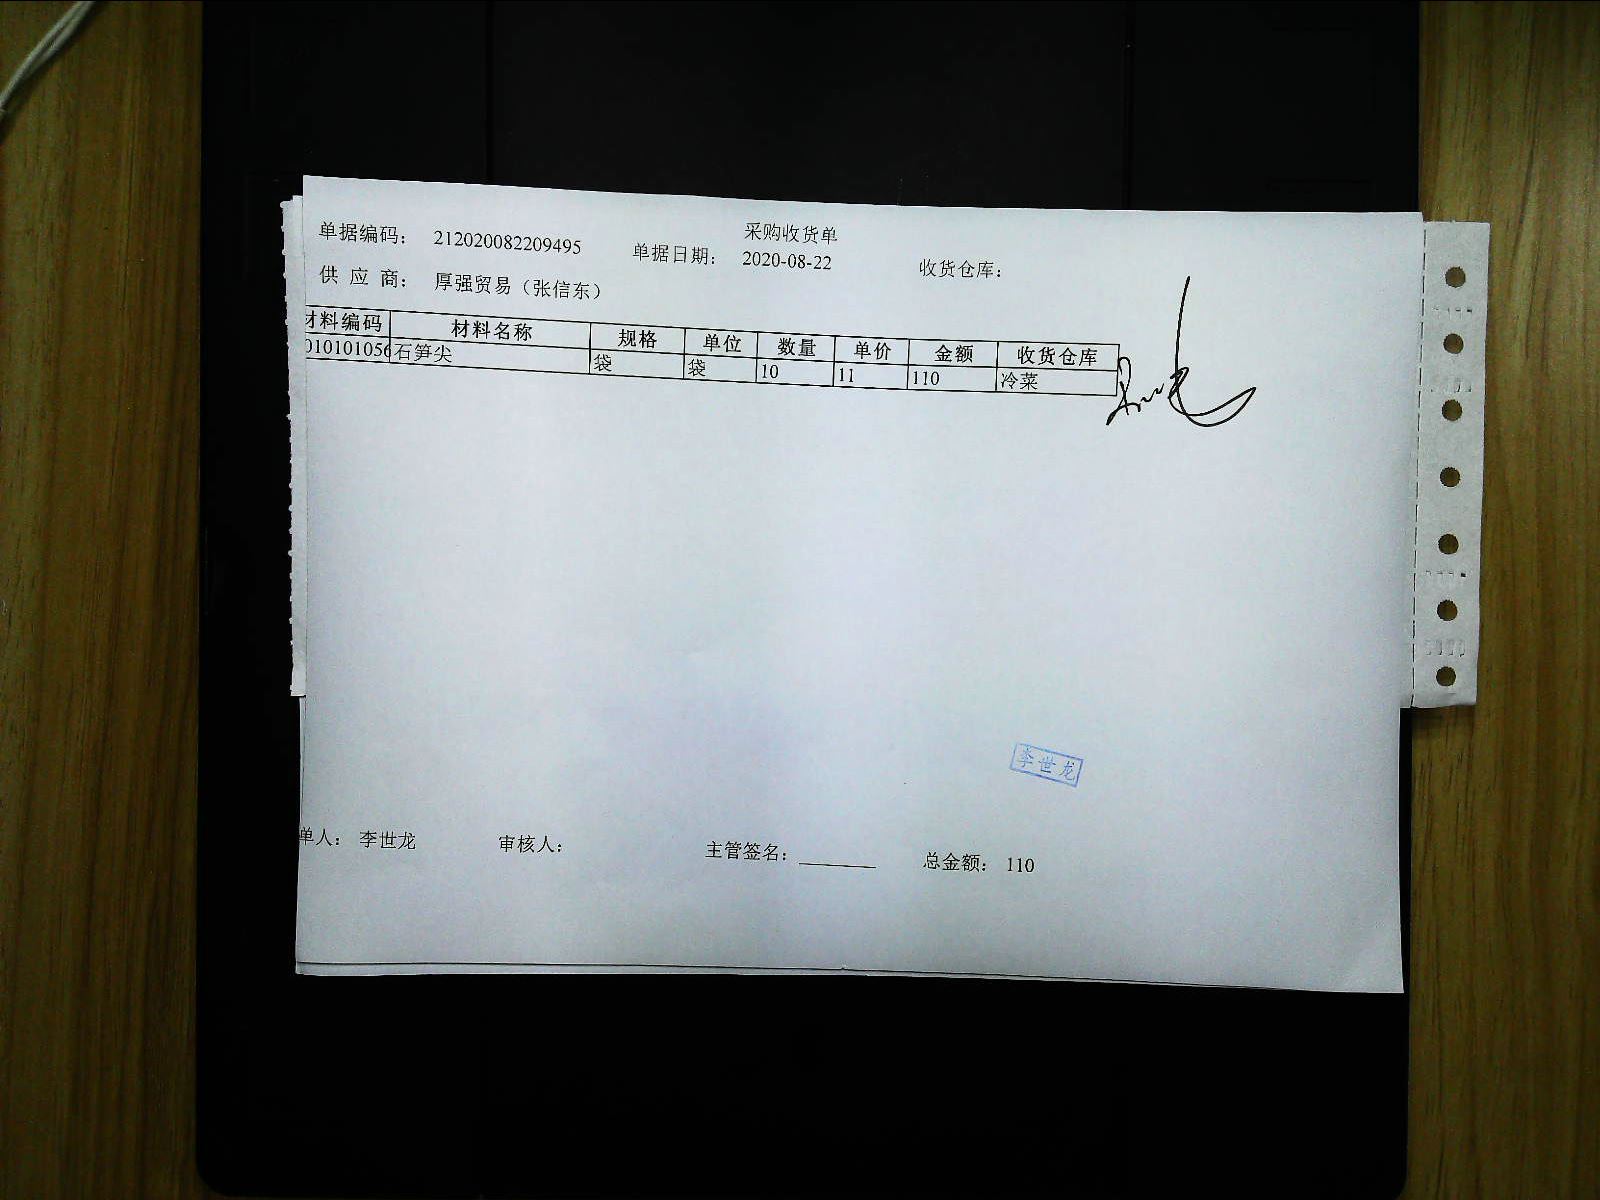 采购收货单
单据编码： 212020082209495 单据日期： 2020-08-22 收货仓库：
供 应 商： 厚强贸易（张信东）
材料编码 材料名称 规格 单位 数量 单价 金额 收货仓库
010101056 石笋尖 袋 袋 10 11 110 冷菜
李世龙
单人： 李世龙 审核人： 主管签名： 总金额： 110